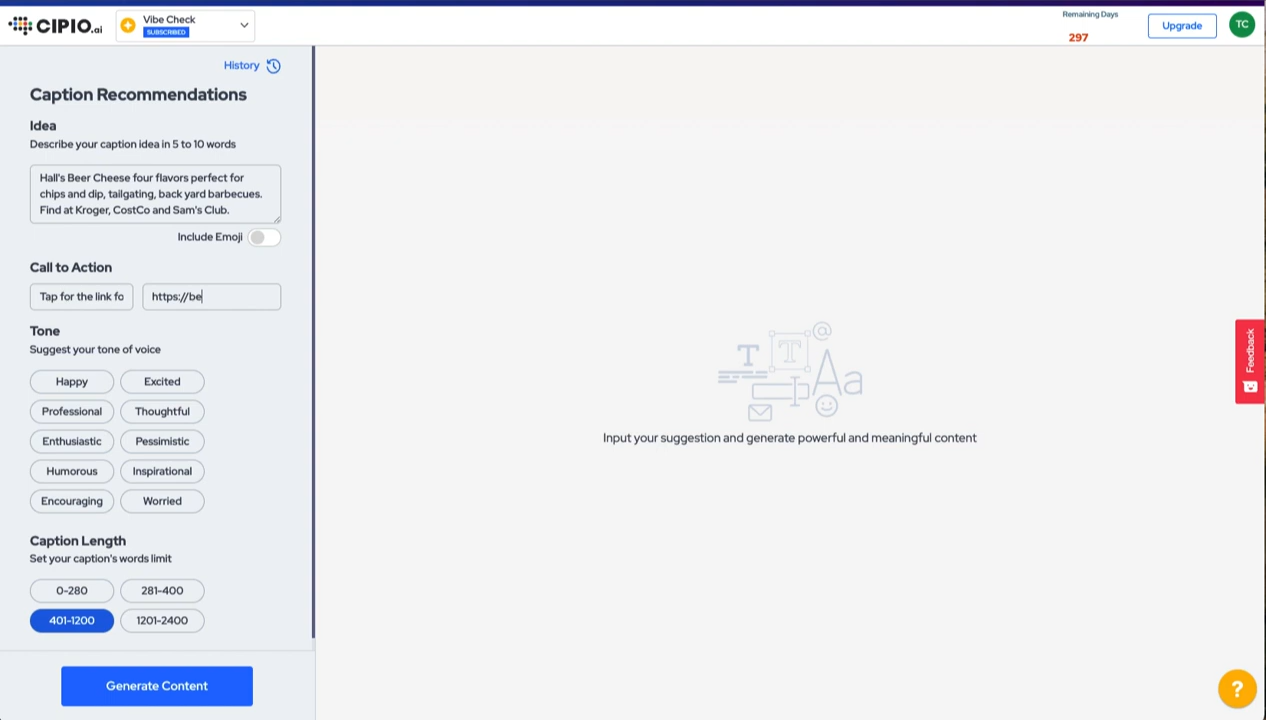 CIPIO.ai
Vibe Check
SUBSCRIBED
Remaining Days
297
Upgrade
TC
History
Caption Recommendations
Idea
Describe your caption idea in 5 to 10 words
Hall's Beer Cheese four flavors perfect for
chips and dip, tailgating, back yard barbecues.
Find at Kroger, CostCo and Sam's Club.
Include Emoji
Call to Action
Tap for the link fo
https://be
Tone
Suggest your tone of voice
Happy
Excited
Professional
Thoughtful
Enthusiastic
Pessimistic
Humorous
Inspirational
Encouraging
Worried
Caption Length
Set your caption's words limit
0-280
281-400
401-1200
1201-2400
Generate Content
T
T
@
Aa
Input your suggestion and generate powerful and meaningful content
Feedback
?